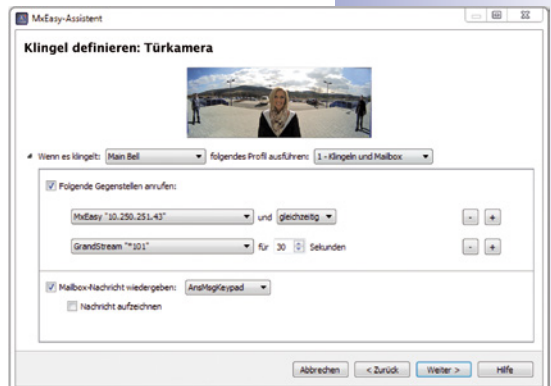 MxEasy-Assistent
Klingel definieren: Türkamera
Wenn es klingelt: Main Bell folgendes Profil ausführen: 1 - Klingeln und Mailbox
Folgende Gegenstellen anrufen:
MxEasy "10.250.251.43" und gleichzeitig - +
GrandStream "*101" für 30 Sekunden - +
Mailbox-Nachricht wiedergeben: AnsMsgKeypad
Nachricht aufzeichnen
Abbrechen < Zurück Weiter > Hilfe